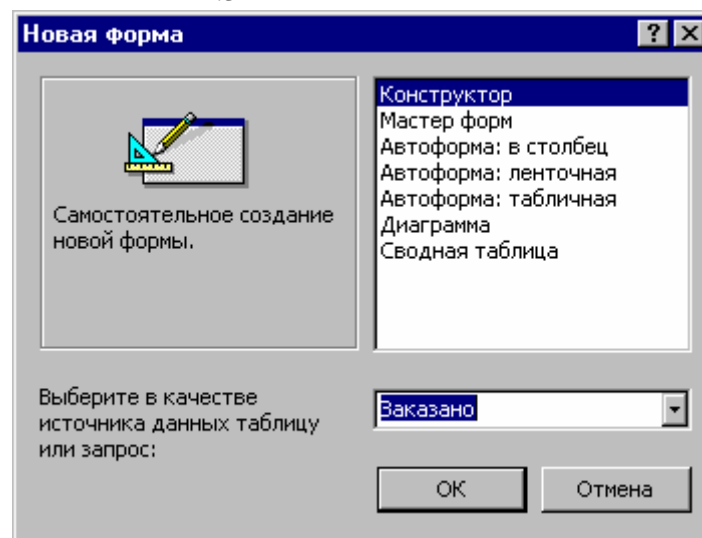 Новая форма
Самостоятельное создание
новой формы.
Конструктор
Мастер форм
Автоформа: в столбец
Автоформа: ленточная
Автоформа: табличная
Диаграмма
Сводная таблица
Выберите в качестве
источника данных таблицу
или запрос:
Заказано
OK
Отмена